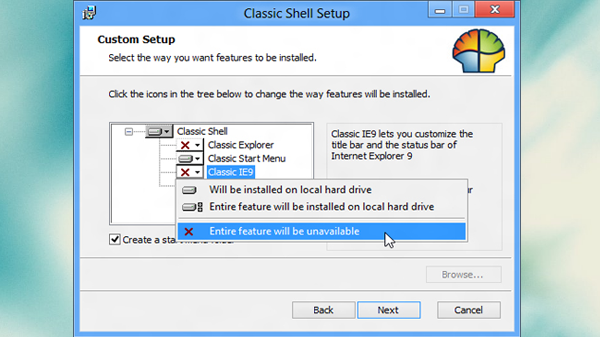 Classic Shell Setup
Custom Setup
Select the way you want features to be installed.
Click the icons in the tree below to change the way features will be installed.
Classic Shell
Classic Explorer
Classic Start Menu
Classic IE9
Classic IE9 lets you customize the
title bar and the status bar of
Internet Explorer 9
Will be installed on local hard drive
Entire feature will be installed on local hard drive
Entire feature will be unavailable
Create a start menu folder
Browse...
Back
Next
Cancel